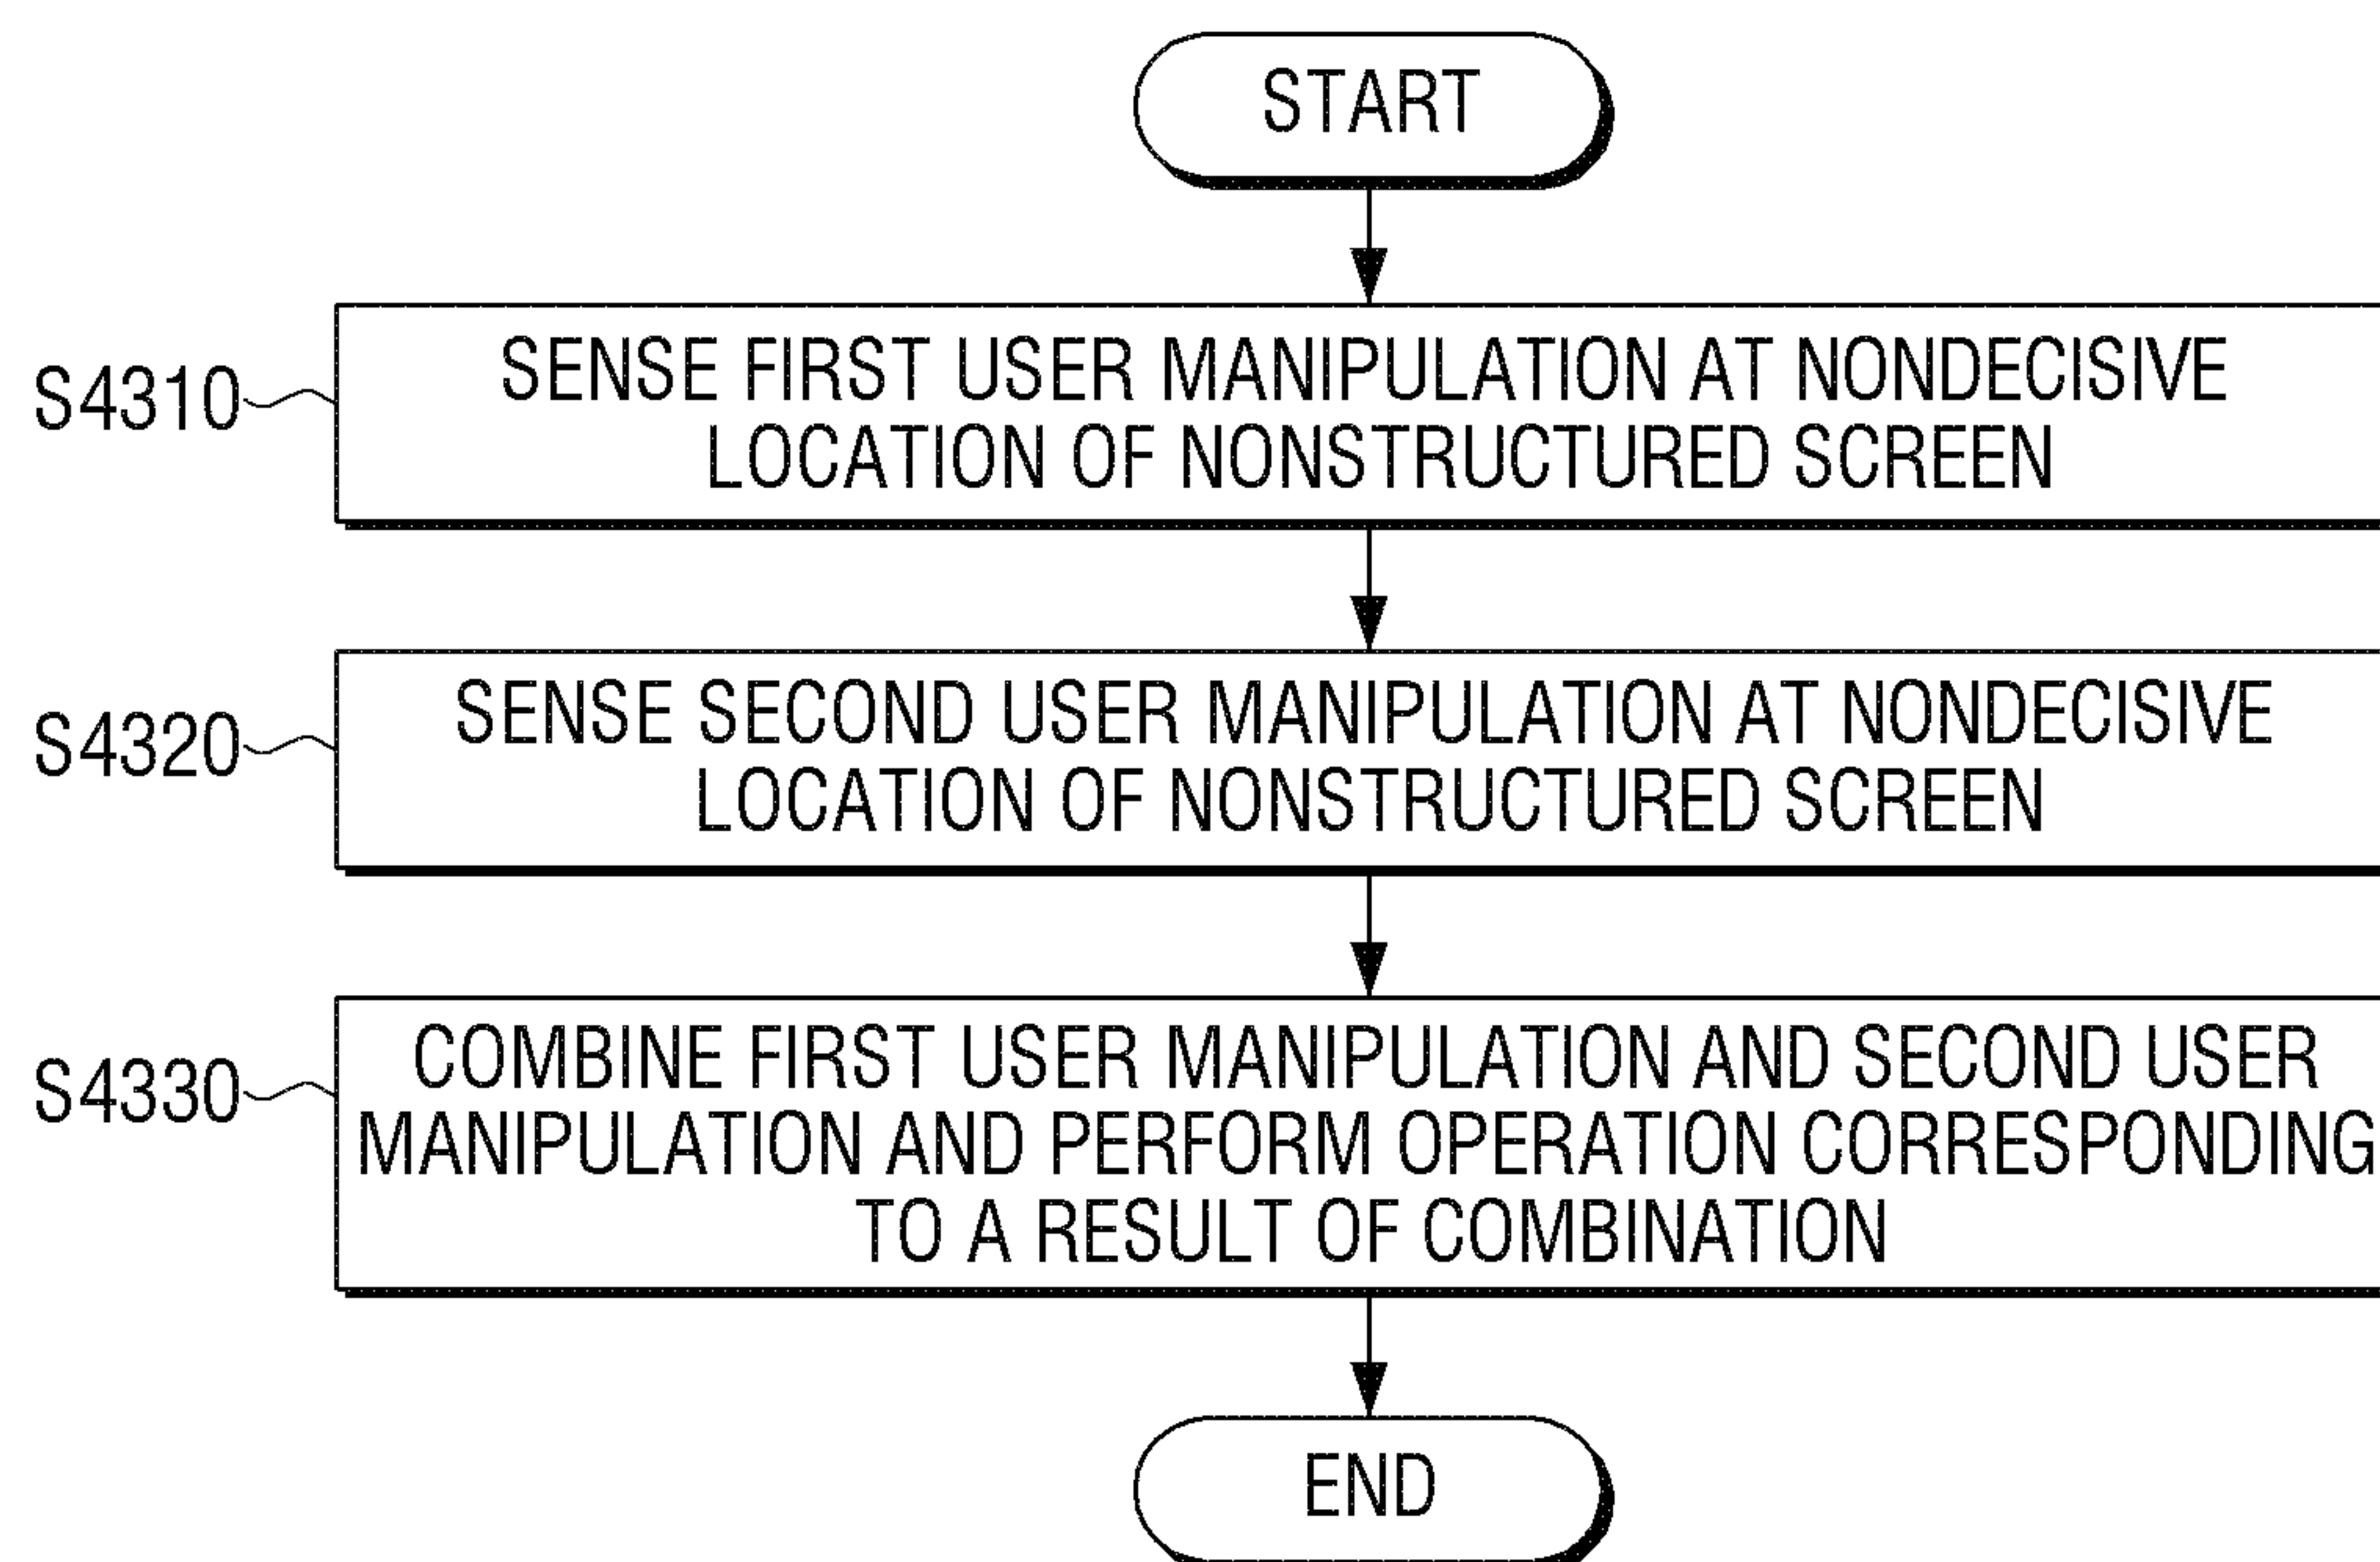 START
S4310
SENSE FIRST USER MANIPULATION AT NONDECISIVE
LOCATION OF NONSTRUCTURED SCREEN
S4320
SENSE SECOND USER MANIPULATION AT NONDECISIVE
LOCATION OF NONSTRUCTURED SCREEN
S4330
COMBINE FIRST USER MANIPULATION AND SECOND USER
MANIPULATION AND PERFORM OPERATION CORRESPONDING
TO A RESULT OF COMBINATION
END